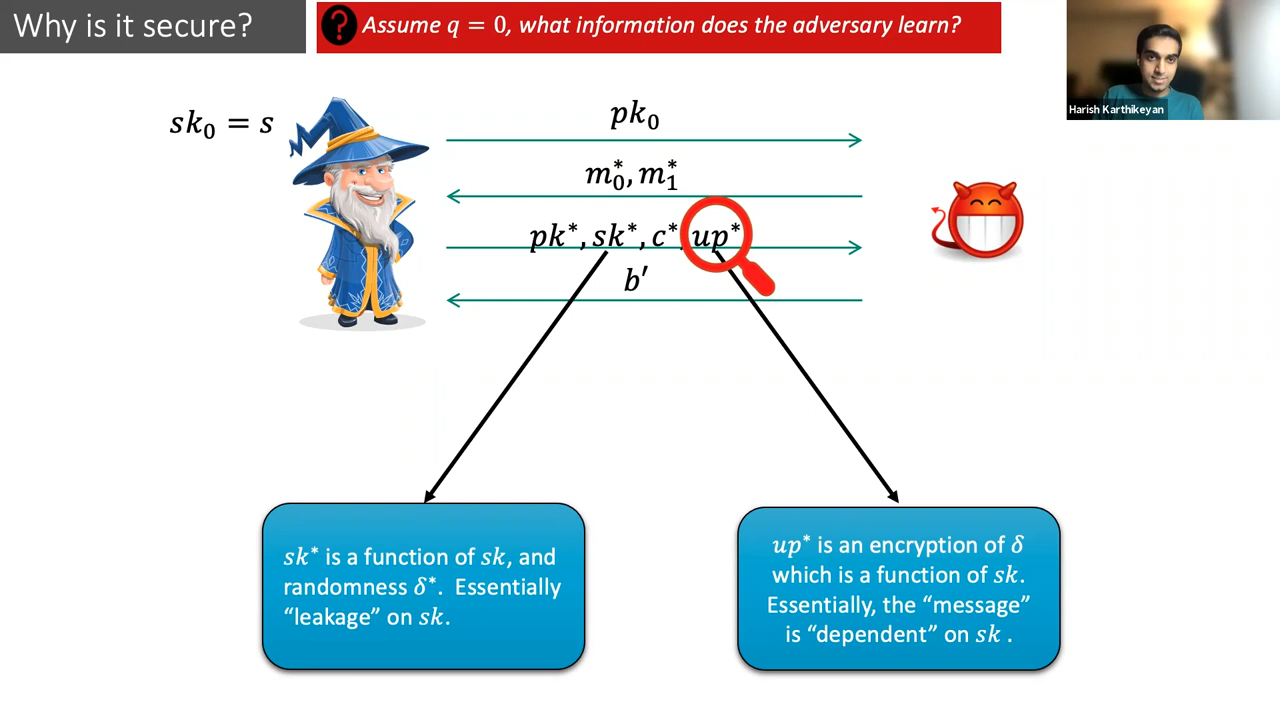 Why is it secure?
? Assume q = 0, what information does the adversary learn?
Harish Karthikeyan
sk₀ = s
pk₀
m₀*, m₁*
pk*, sk*, c*, up*
b′
sk* is a function of sk, and
randomness δ*. Essentially
“leakage” on sk.
up* is an encryption of δ
which is a function of sk.
Essentially, the “message”
is “dependent” on sk .